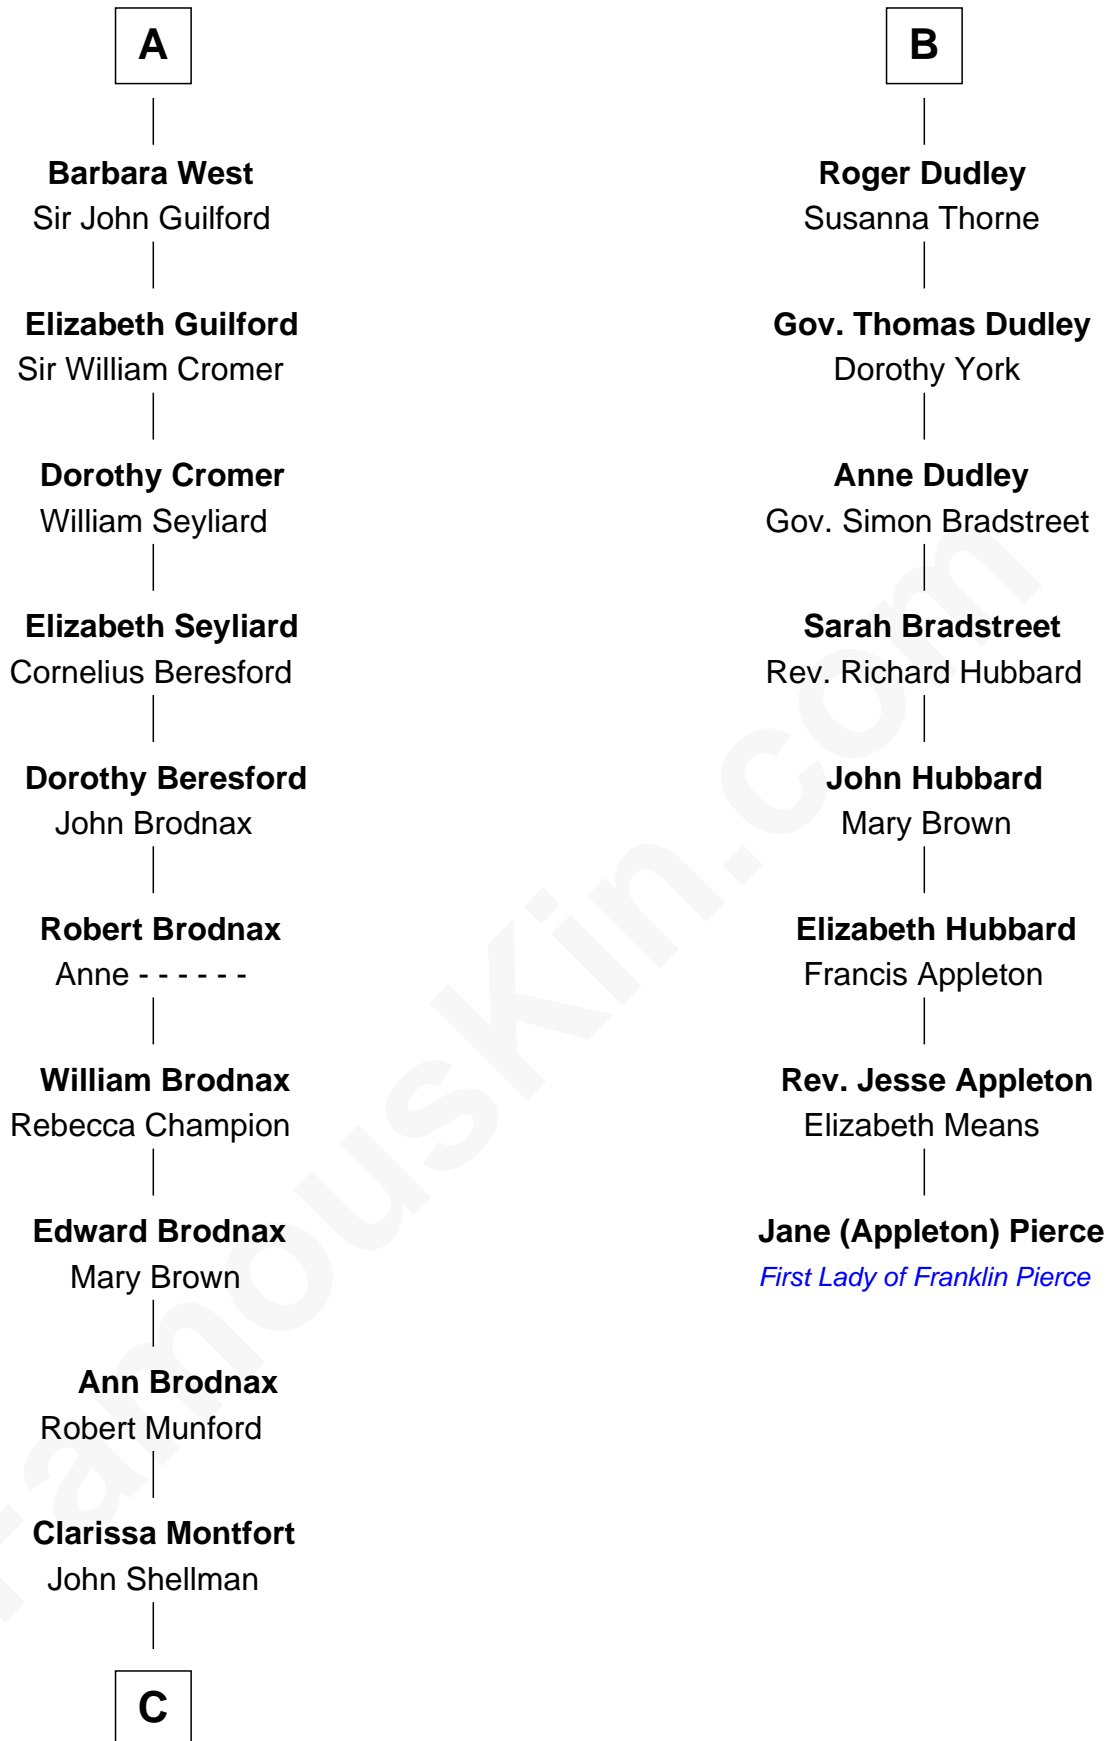 A
Barbara West
Sir John Guilford
Elizabeth Guilford
Sir William Cromer
Dorothy Cromer
William Seyliard
Elizabeth Seyliard
Cornelius Beresford
Dorothy Beresford
John Brodnax
Robert Brodnax
Anne - - - - - -
William Brodnax
Rebecca Champion
Edward Brodnax
Mary Brown
Ann Brodnax
Robert Munford
Clarissa Montfort
John Shellman
C
B
Roger Dudley
Susanna Thorne
Gov. Thomas Dudley
Dorothy York
Anne Dudley
Gov. Simon Bradstreet
Sarah Bradstreet
Rev. Richard Hubbard
John Hubbard
Mary Brown
Elizabeth Hubbard
Francis Appleton
Rev. Jesse Appleton
Elizabeth Means
Jane (Appleton) Pierce
First Lady of Franklin Pierce
FamousKin.com